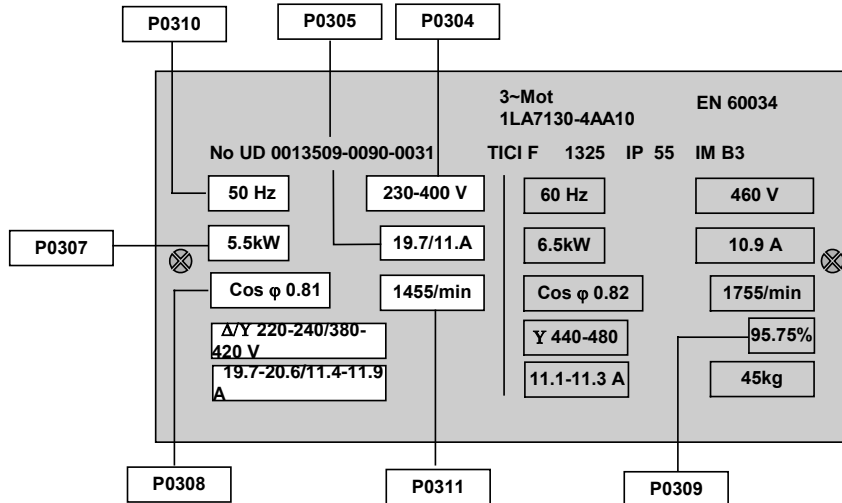 P0310
P0305
P0304
3~Mot
1LA7130-4AA10
EN 60034
No UD 0013509-0090-0031
TICI F 1325 IP 55 IM B3
50 Hz
230-400 V
60 Hz
460 V
P0307
5.5kW
19.7/11.A
6.5kW
10.9 A
Cos φ 0.81
1455/min
Cos φ 0.82
1755/min
Δ/Y 220-240/380-
420 V
Y 440-480
95.75%
19.7-20.6/11.4-11.9
A
11.1-11.3 A
45kg
P0308
P0311
P0309